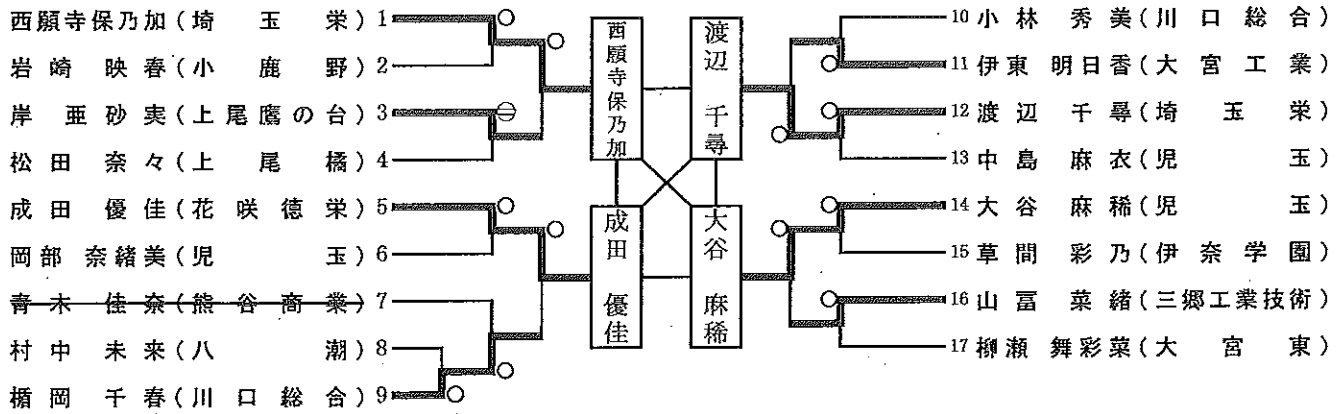 西願寺保乃加(埼玉栄) 1
岩崎映春(小鹿野) 2
岸亜砂実(上尾鷹の台) 3
松田奈々(上尾橘) 4
成田優佳(花咲徳栄) 5
岡部奈緒美(児玉) 6
青木佳奈(熊谷商業) 7
村中未来(八潮) 8
楯岡千春(川口総合) 9
西願寺保乃加
渡辺千尋
成田優佳
大谷麻稀
10 小林秀美(川口総合)
11 伊東明日香(大宮工業)
12 渡辺千尋(埼玉栄)
13 中島麻衣(児玉)
14 大谷麻稀(児玉)
15 草間彩乃(伊奈学園)
16 山冨菜緒(三郷工業技術)
17 柳瀬舞彩菜(大宮東)